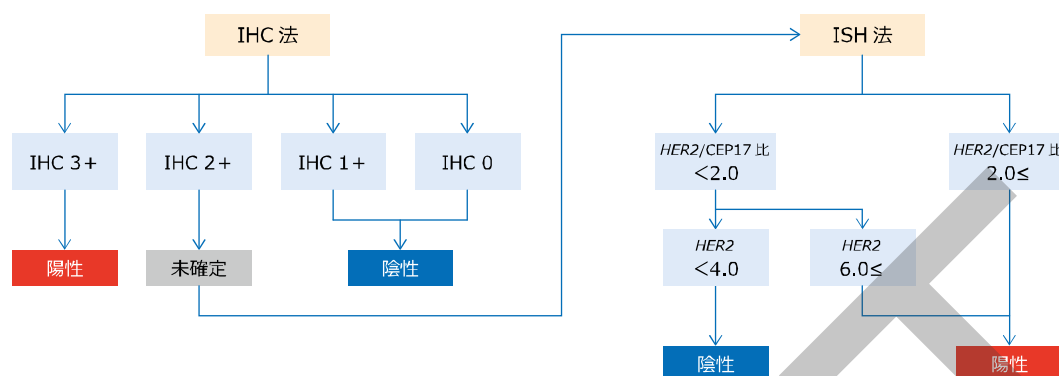 IHC 法
ISH 法
IHC 3+
IHC 2+
IHC 1+
IHC 0
HER2/CEP17 比
<2.0
HER2/CEP17 比
2.0≤
陽性
未確定
陰性
HER2
<4.0
HER2
6.0≤
陰性
陽性